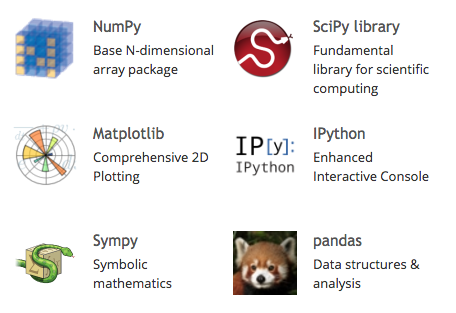 NumPy
Base N-dimensional
array package
SciPy library
Fundamental
library for scientific
computing
Matplotlib
Comprehensive 2D
Plotting
IP[y]:
IPython
IPython
Enhanced
Interactive Console
Sympy
Symbolic
mathematics
pandas
Data structures &
analysis